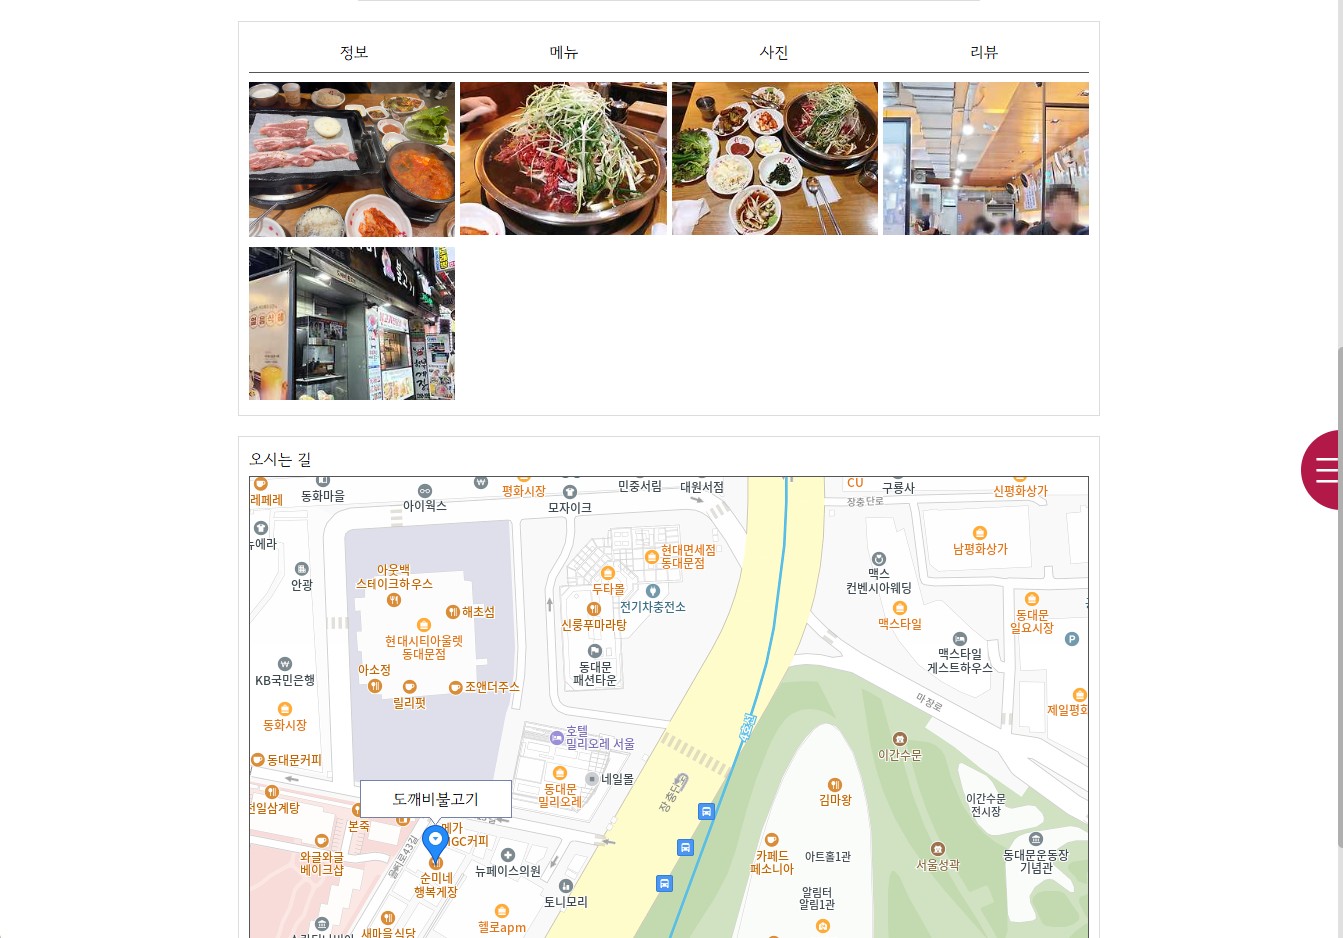 정보
메뉴
사진
리뷰
불고기
오시는 길
레페레
동화마을
아이웍스
평화시장
모자이크
민중서림
대원서점
CU
구룡사
신평화상가
장충단로
안광
아웃백
스테이크하우스
해초섬
현대시티아울렛
동대문점
아소정
릴리펏
조앤더주스
KB국민은행
동화시장
동대문커피
현대면세점
동대문점
두타몰
전기차충전소
신룽푸마라탕
동대문
패션타운
남평화상가
맥스
컨벤시아웨딩
맥스타일
동대문
일요시장
P
맥스타일
게스트하우스
마장로
제일평화
호텔
밀리오레 서울
네일몰
동대문
밀리오레
4호선
장충단로
이간수문
김마왕
이간수문
전시장
도깨비불고기
본죽
메가
MGC커피
와글와글
베이크샵
을지로43길
순미네
행복게장
뉴페이스의원
토니모리
카페드
페소니아
아트홀1관
서울성곽
동대문운동장
기념관
알림터
알림1관
새마을식당
헬로apm